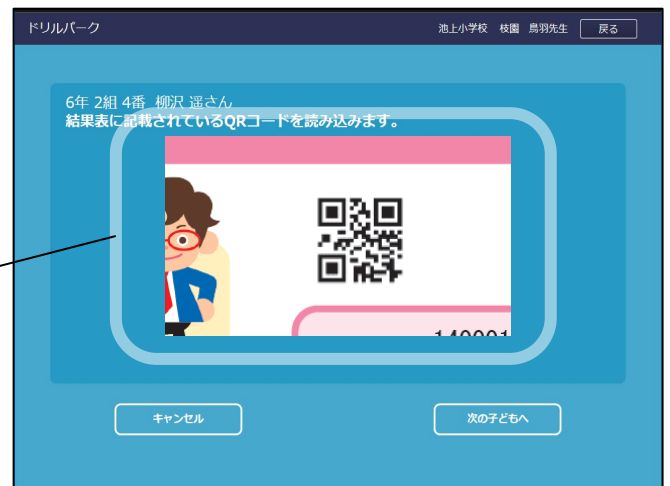 ドリルパーク
池上小学校 枝園 鳥羽先生 戻る
6年 2組 4番 柳沢 遥さん
結果表に記載されているQRコードを読み込みます。
キャンセル 次の子どもへ